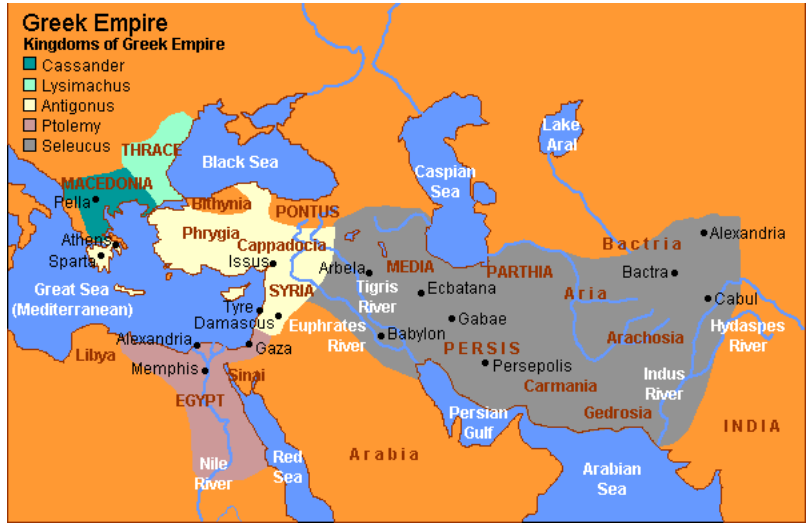 Greek Empire
Kingdoms of Greek Empire
Cassander
Lysimachus
Antigonus
Ptolemy
Seleucus
THRACE
MACEDONIA
Pella
Athens
Sparta
Great Sea
(Mediterranean)
Black Sea
Bithynia
PONTUS
Phrygia
Cappadocia
Issus
SYRIA
Tyre
Damascus
Alexandria
Gaza
Libya
Memphis
Sinai
EGYPT
Nile
River
Red
Sea
Caspian
Sea
Lake
Aral
Arbela
MEDIA
Tigris
River
Ecbatana
Euphrates
River
Babylon
Gabae
PERSIS
Persepolis
PARTHIA
Bactria
Alexandria
Bactra
Aria
Cabul
Hydaspes
River
Arachosia
Carmania
Indus
River
Gedrosia
INDIA
Persian
Gulf
Arabia
Arabian
Sea